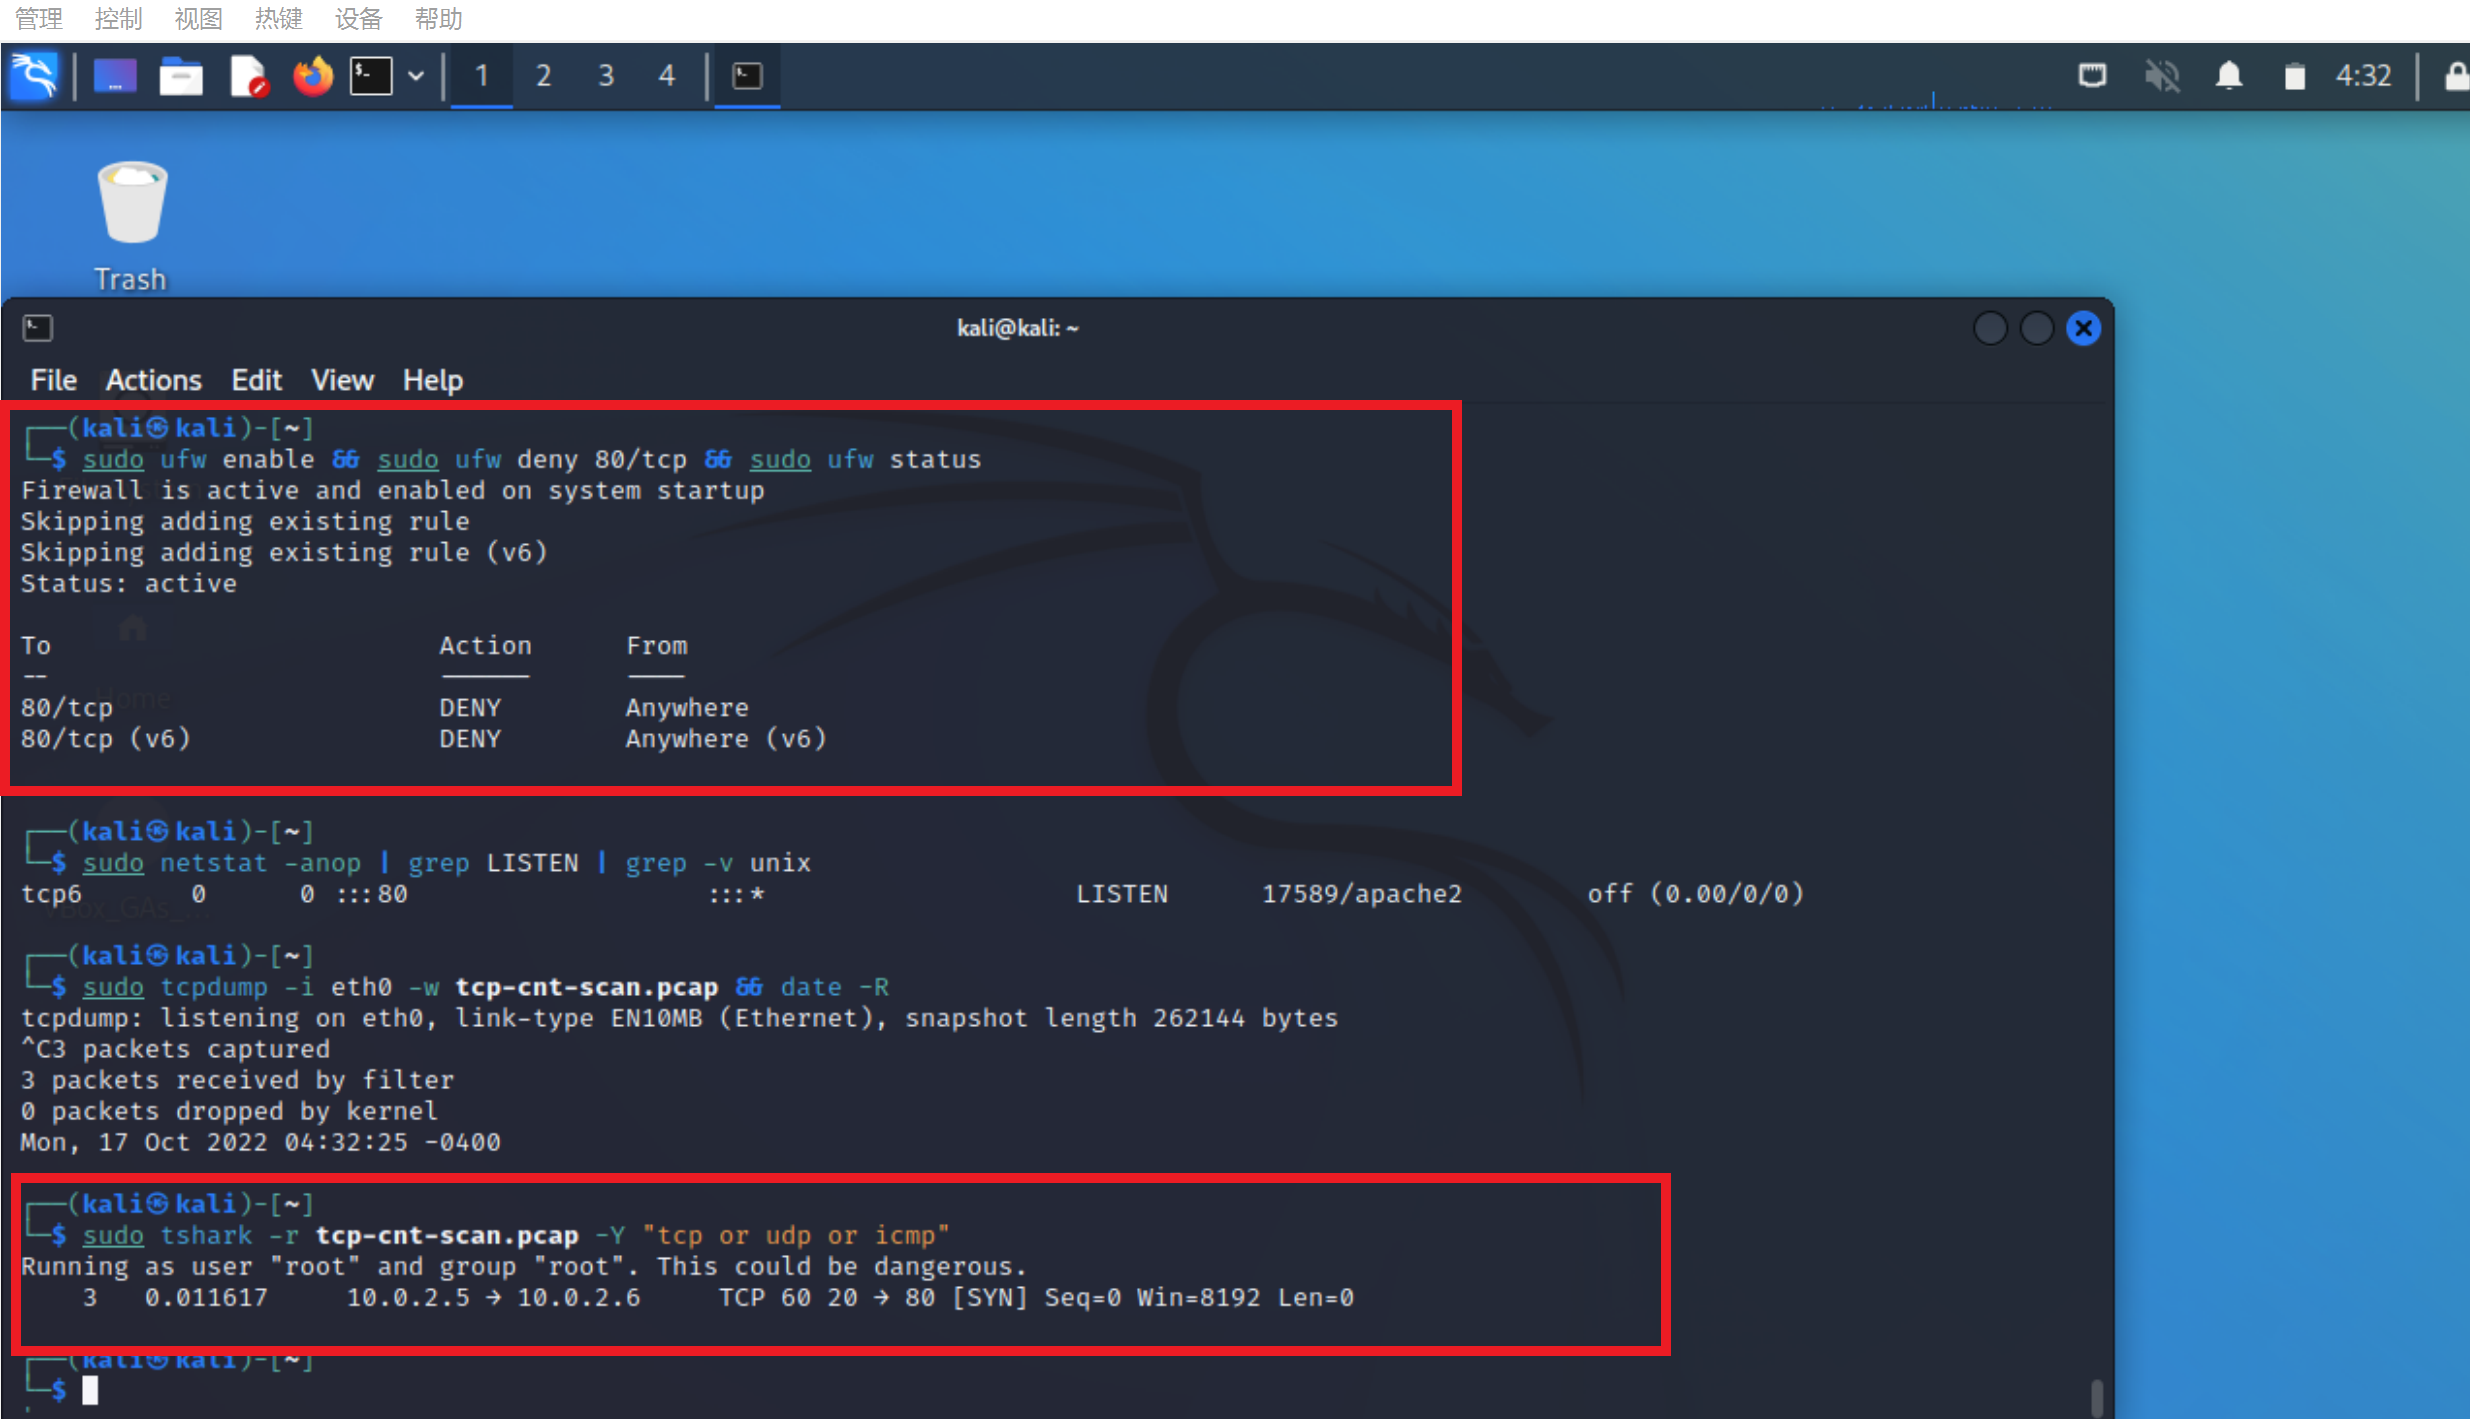 管理 控制 视图 热键 设备 帮助
1 2 3 4 4:32
Trash
kali@kali: ~
File Actions Edit View Help
┌──(kali㉿kali)-[~]
└─$ sudo ufw enable && sudo ufw deny 80/tcp && sudo ufw status
Firewall is active and enabled on system startup
Skipping adding existing rule
Skipping adding existing rule (v6)
Status: active
To Action From
-- ------ ----
80/tcp DENY Anywhere
80/tcp (v6) DENY Anywhere (v6)
Home
┌──(kali㉿kali)-[~]
└─$ sudo netstat -anop | grep LISTEN | grep -v unix
tcp6 0 0 :::80 :::* LISTEN 17589/apache2 off (0.00/0/0)
VBox_GAs_...
┌──(kali㉿kali)-[~]
└─$ sudo tcpdump -i eth0 -w tcp-cnt-scan.pcap && date -R
tcpdump: listening on eth0, link-type EN10MB (Ethernet), snapshot length 262144 bytes
^C3 packets captured
3 packets received by filter
0 packets dropped by kernel
Mon, 17 Oct 2022 04:32:25 -0400
┌──(kali㉿kali)-[~]
└─$ sudo tshark -r tcp-cnt-scan.pcap -Y "tcp or udp or icmp"
Running as user "root" and group "root". This could be dangerous.
3 0.011617 10.0.2.5 → 10.0.2.6 TCP 60 20 → 80 [SYN] Seq=0 Win=8192 Len=0
┌──(kali㉿kali)-[~]
└─$